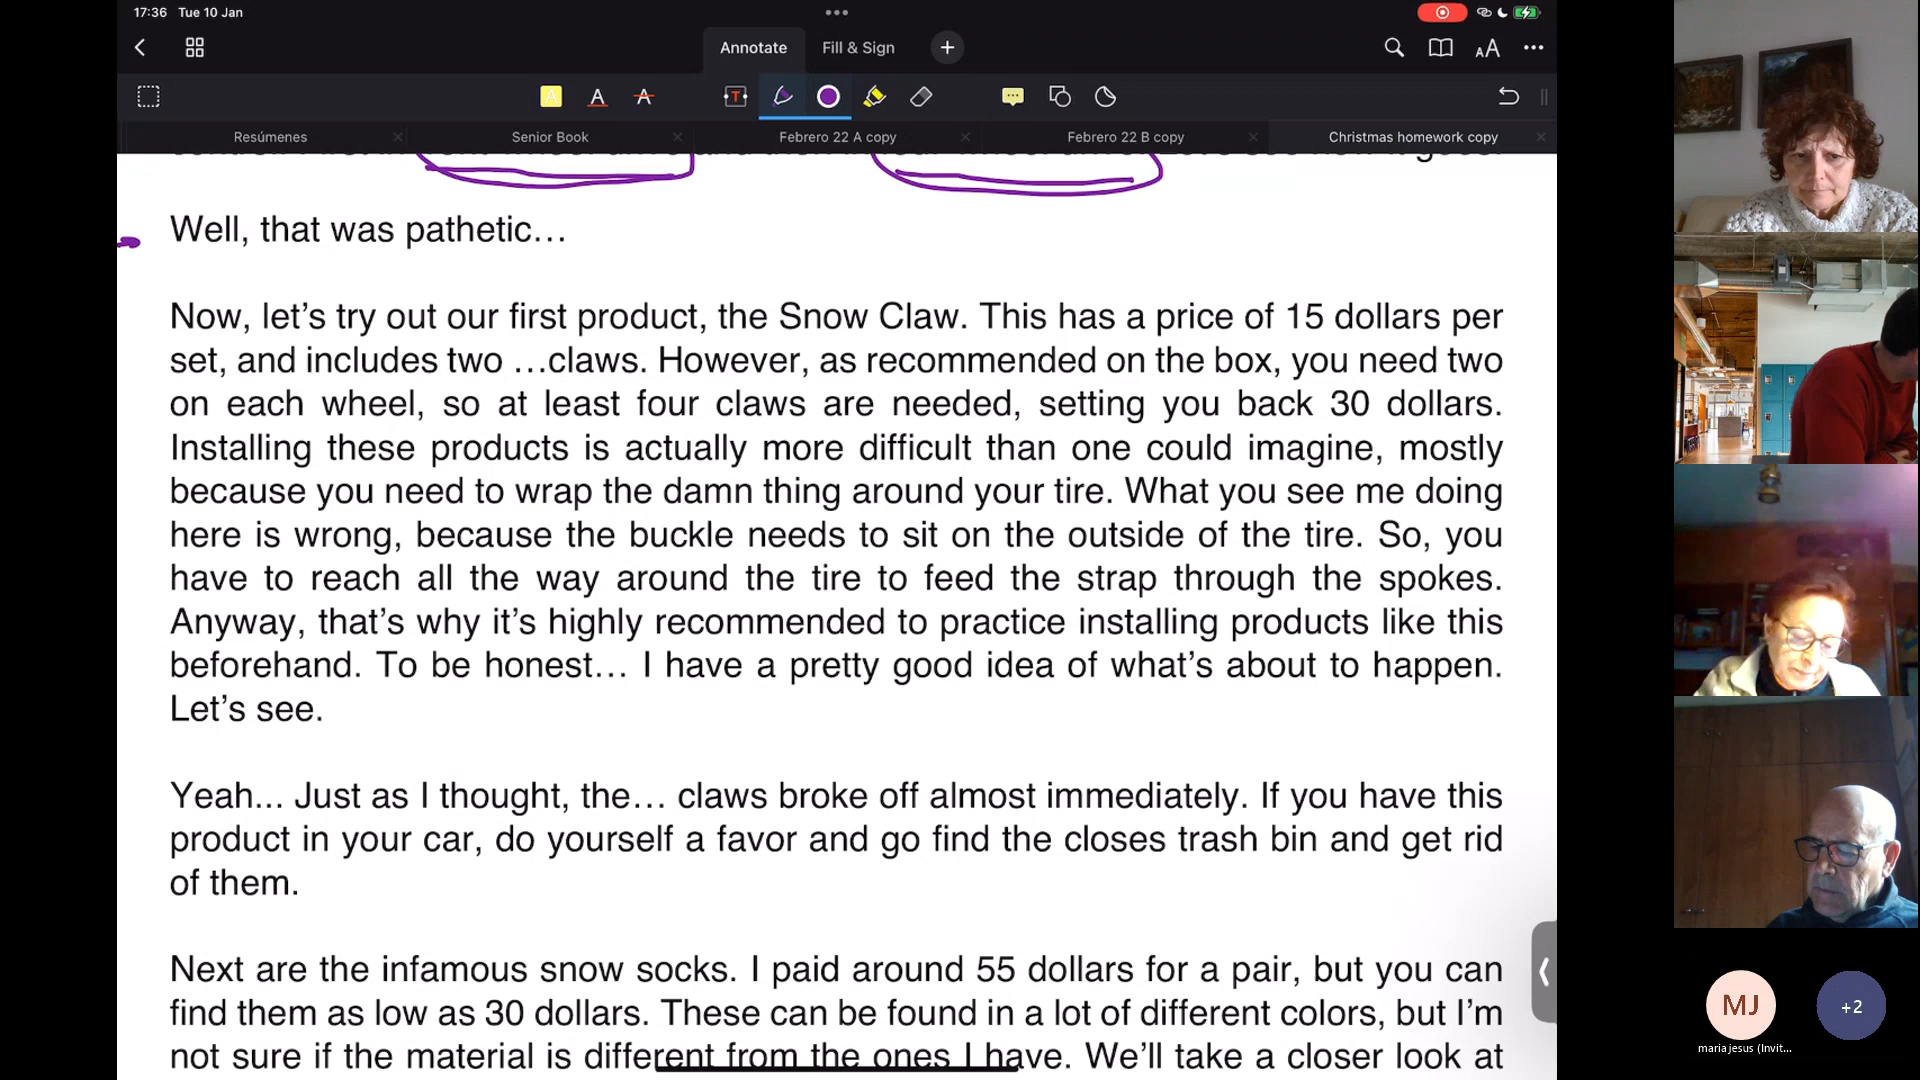 17:36 Tue 10 Jan
Annotate Fill & Sign
AA
A A A T
Resúmenes Senior Book Febrero 22 A copy Febrero 22 B copy Christmas homework copy
Well, that was pathetic…
Now, let's try out our first product, the Snow Claw. This has a price of 15 dollars per
set, and includes two …claws. However, as recommended on the box, you need two
on each wheel, so at least four claws are needed, setting you back 30 dollars.
Installing these products is actually more difficult than one could imagine, mostly
because you need to wrap the damn thing around your tire. What you see me doing
here is wrong, because the buckle needs to sit on the outside of the tire. So, you
have to reach all the way around the tire to feed the strap through the spokes.
Anyway, that's why it's highly recommended to practice installing products like this
beforehand. To be honest… I have a pretty good idea of what's about to happen.
Let's see.
Yeah... Just as I thought, the… claws broke off almost immediately. If you have this
product in your car, do yourself a favor and go find the closes trash bin and get rid
of them.
Next are the infamous snow socks. I paid around 55 dollars for a pair, but you can
find them as low as 30 dollars. These can be found in a lot of different colors, but I'm
not sure if the material is different from the ones I have. We'll take a closer look at
MJ +2
maria jesus (Invit...